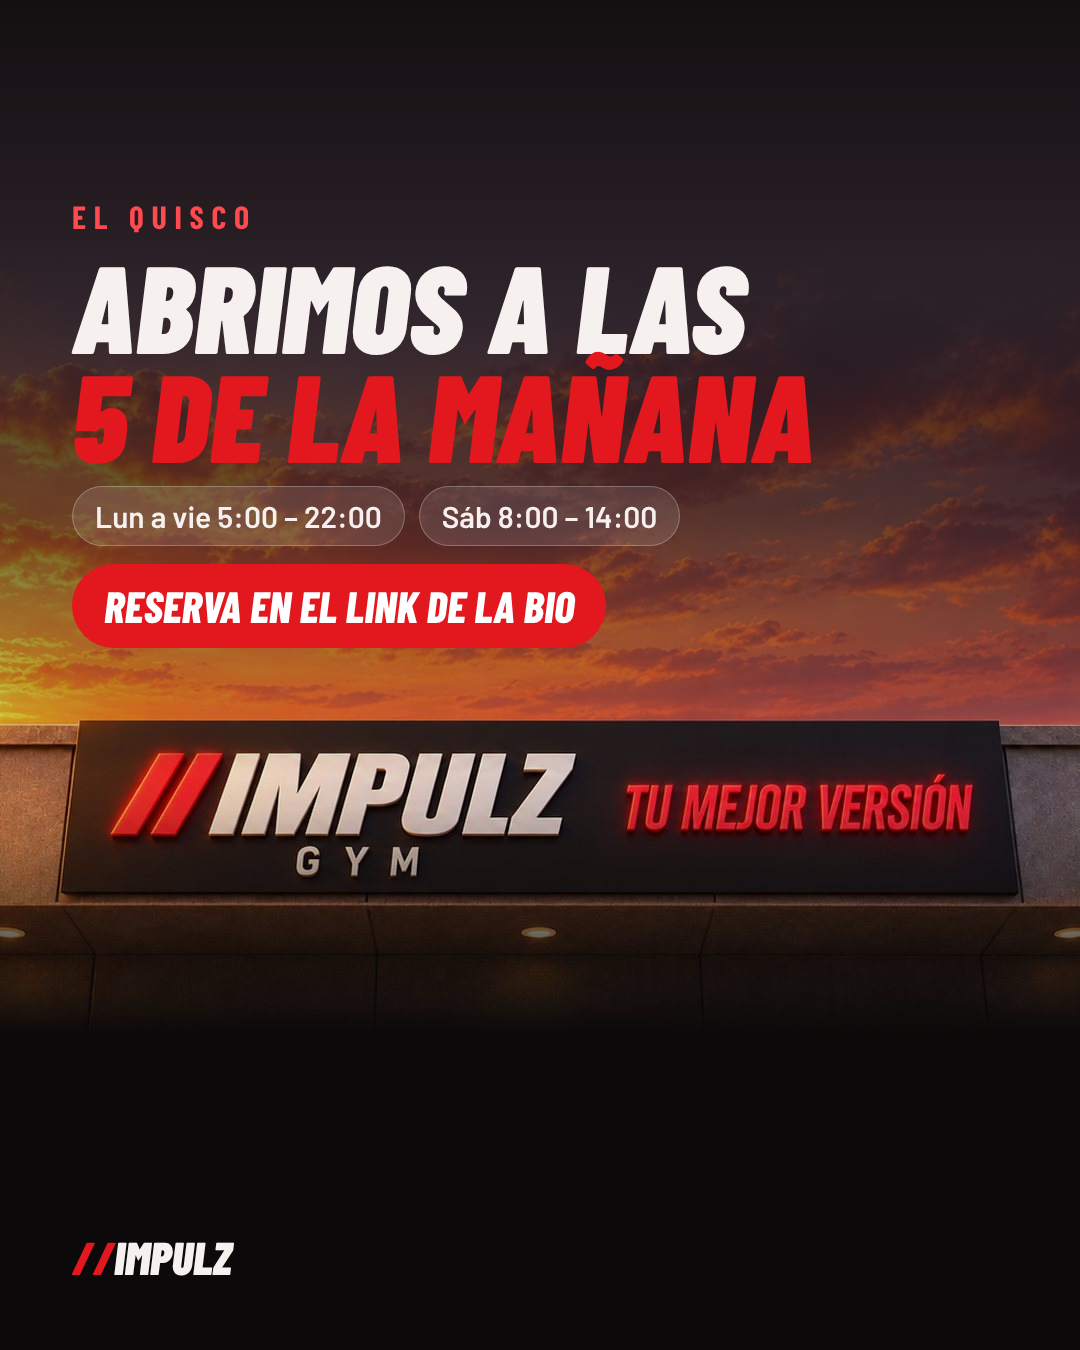 EL QUISCO
ABRIMOS A LAS
5 DE LA MAÑANA
Lun a vie 5:00 – 22:00
Sáb 8:00 – 14:00
RESERVA EN EL LINK DE LA BIO
//IMPULZ
GYM
TU MEJOR VERSIÓN
//IMPULZ